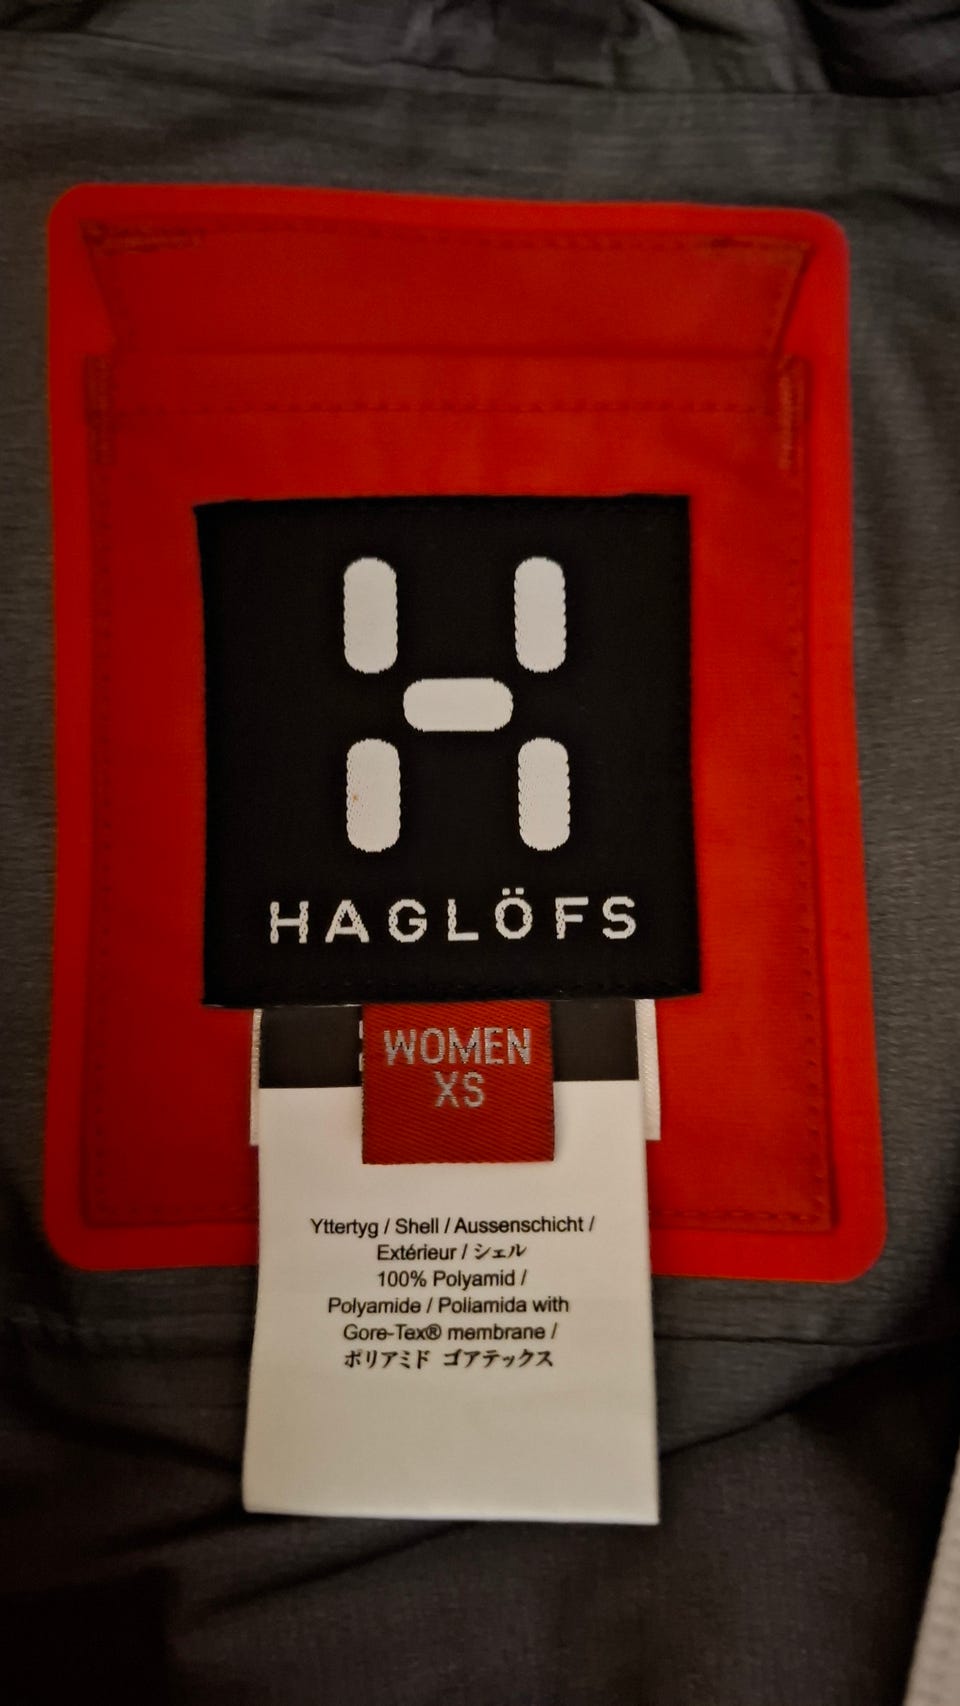 HAGLÖFS
WOMEN
XS
Yttertyg / Shell / Aussenschicht /
Extérieur / シェル
100% Polyamid /
Polyamide / Poliamida with
Gore-Tex® membrane /
ポリアミド ゴアテックス